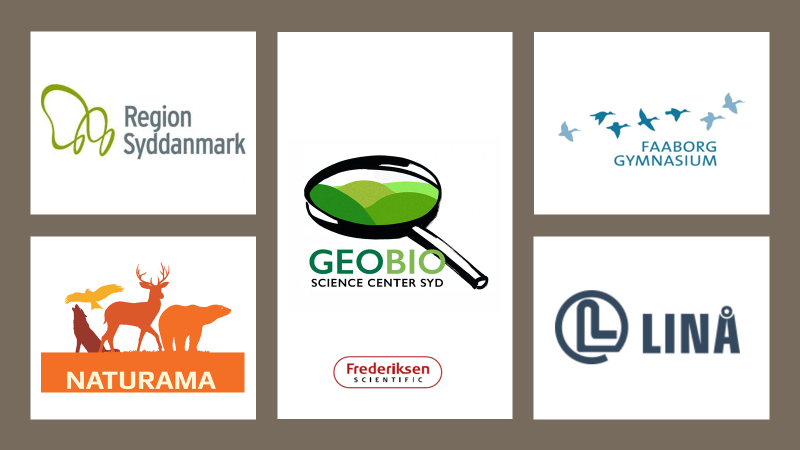 Region
Syddanmark
NATURAMA
GEOBIO
SCIENCE CENTER SYD
Frederiksen
SCIENTIFIC
FAABORG
GYMNASIUM
LINÅ